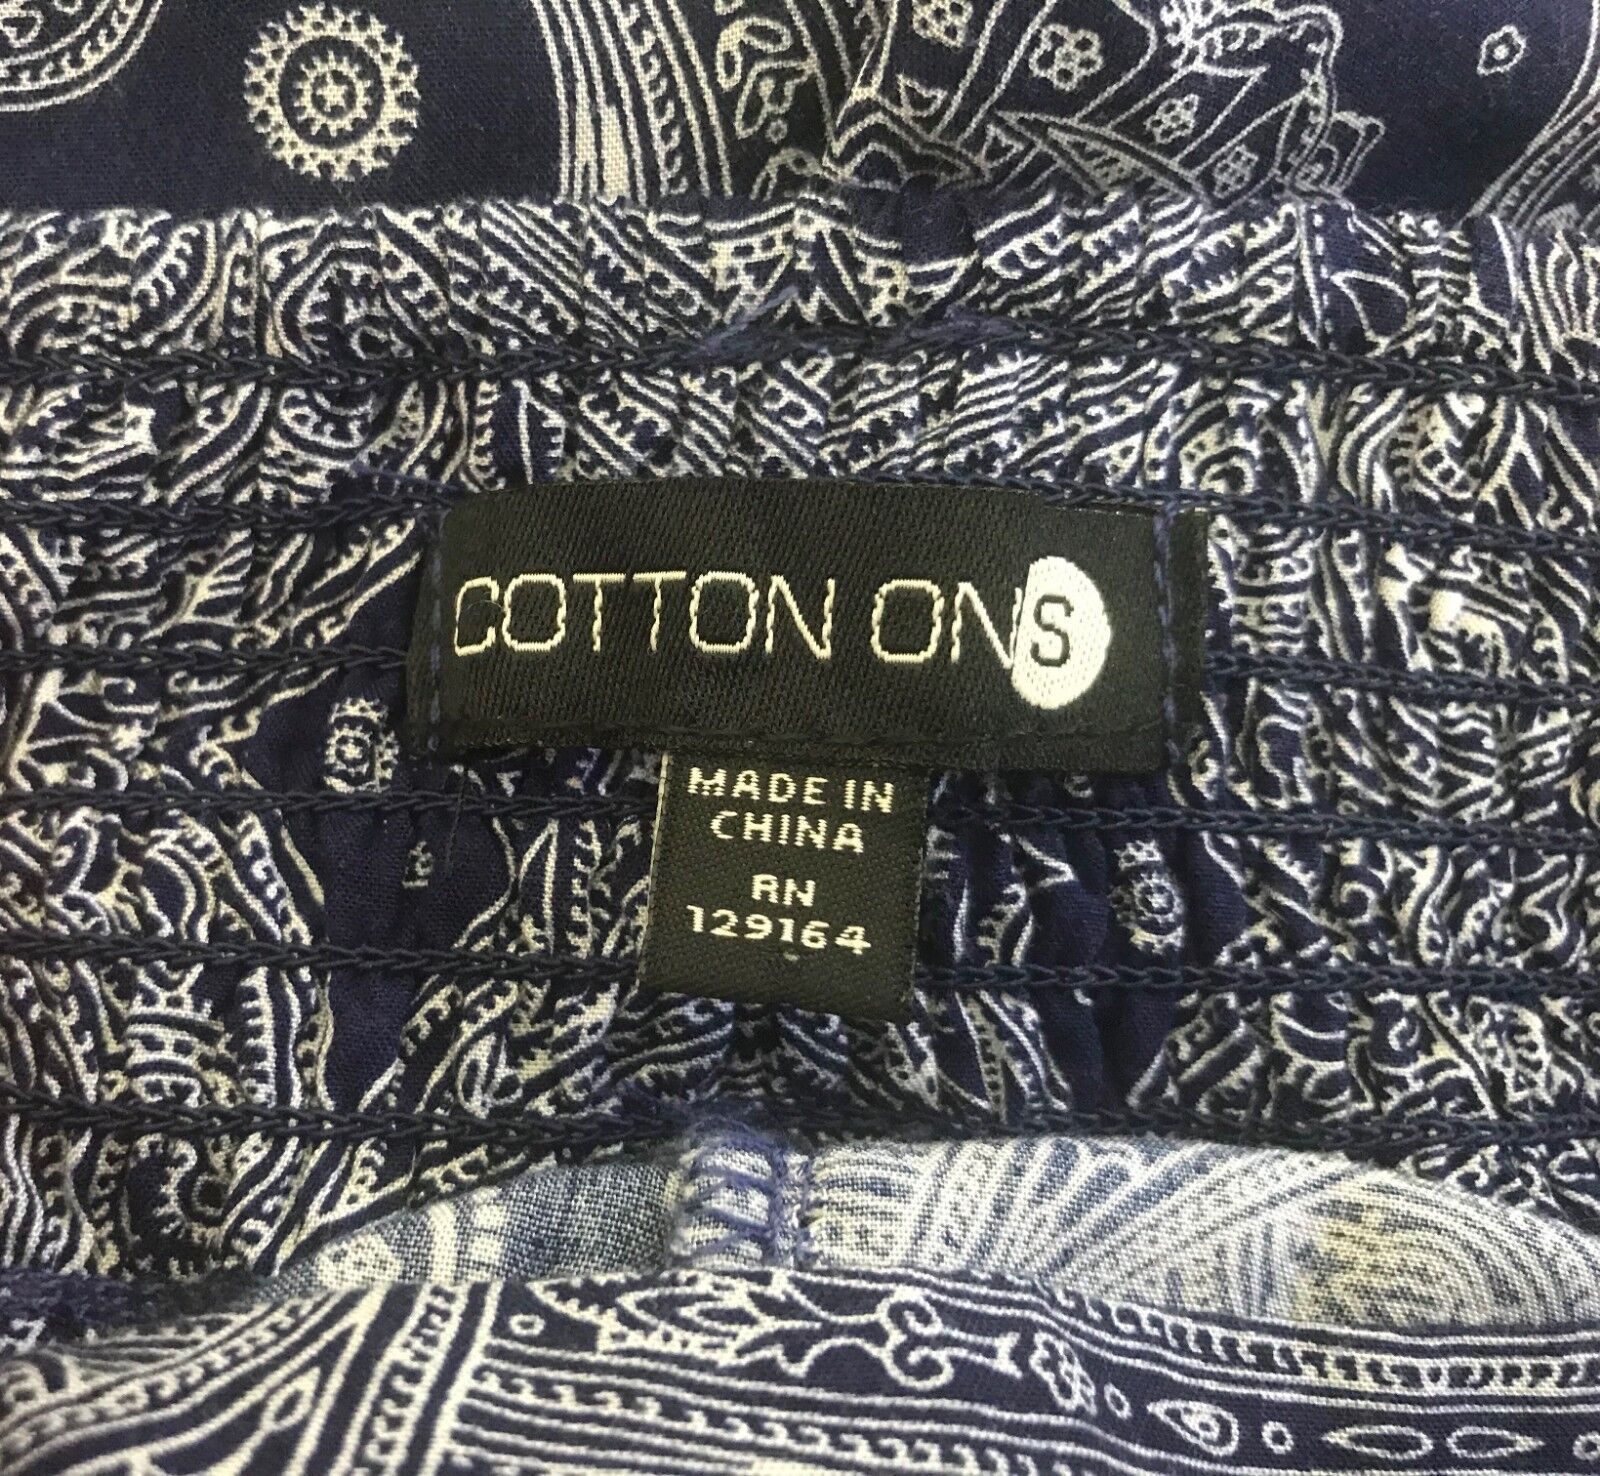 COTTON ON S
MADE IN
CHINA
RN
129164